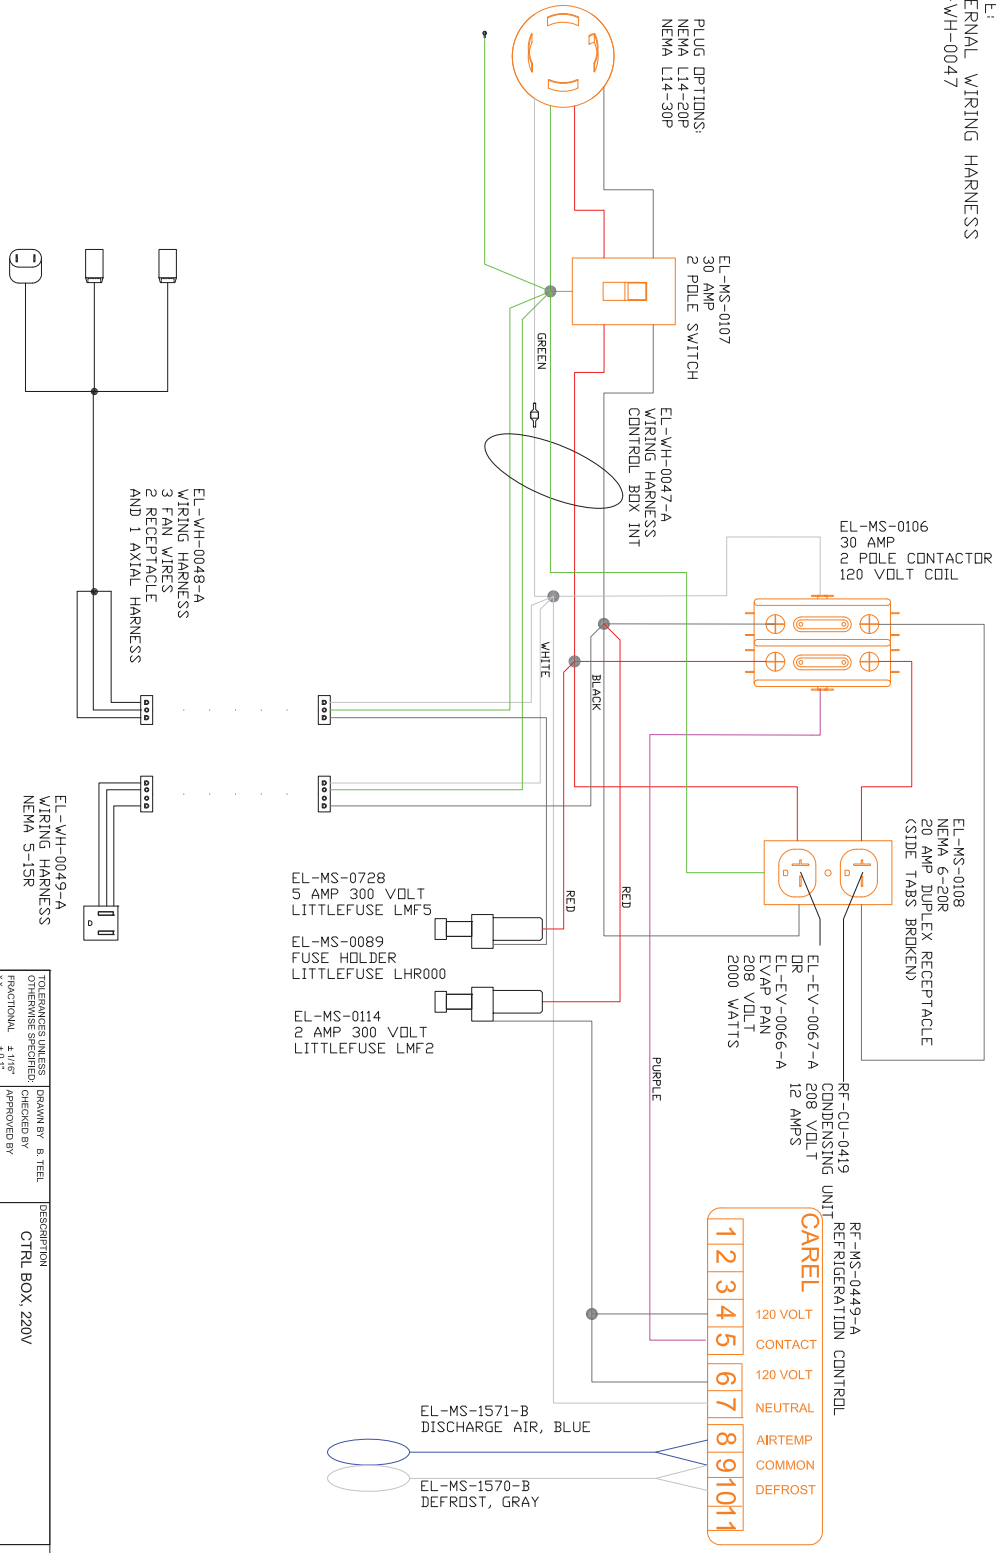 E:
ERNAL WIRING HARNESS
-WH-0047
PLUG OPTIONS:
NEMA L14-20P
NEMA L14-30P
EL-MS-0107
30 AMP
2 POLE SWITCH
GREEN
EL-WH-0047-A
WIRING HARNESS
CONTROL BOX INT
EL-MS-0106
30 AMP
2 POLE CONTACTOR
120 VOLT COIL
WHITE
BLACK
EL-WH-0048-A
WIRING HARNESS
3 FAN WIRES
2 RECEPTACLE
AND 1 AXIAL HARNESS
EL-WH-0049-A
WIRING HARNESS
NEMA 5-15R
EL-MS-0728
5 AMP 300 VOLT
LITTLEFUSE LMF5
EL-MS-0089
FUSE HOLDER
LITTLEFUSE LHR000
EL-MS-0114
2 AMP 300 VOLT
LITTLEFUSE LMF2
RED
RED
PURPLE
EL-MS-0108
NEMA 6-20R
20 AMP DUPLEX RECEPTACLE
(SIDE TABS BROKEN)
EL-EV-0067-A
OR
EL-EV-0066-A
EVAP PAN
208 VOLT
2000 WATTS
RF-CU-0419
CONDENSING UNIT
208 VOLT
12 AMPS
RF-MS-0449-A
REFRIGERATION CONTROL
CAREL
1
2
3
4 120 VOLT
5 CONTACT
6 120 VOLT
7 NEUTRAL
8 AIRTEMP
9 COMMON
10 DEFROST
11
EL-MS-1571-B
DISCHARGE AIR, BLUE
EL-MS-1570-B
DEFROST, GRAY
TOLERANCES UNLESS
OTHERWISE SPECIFIED:
FRACTIONAL ± 1/16"
DRAWN BY B. TEEL
CHECKED BY
APPROVED BY
DESCRIPTION
CTRL BOX, 220V